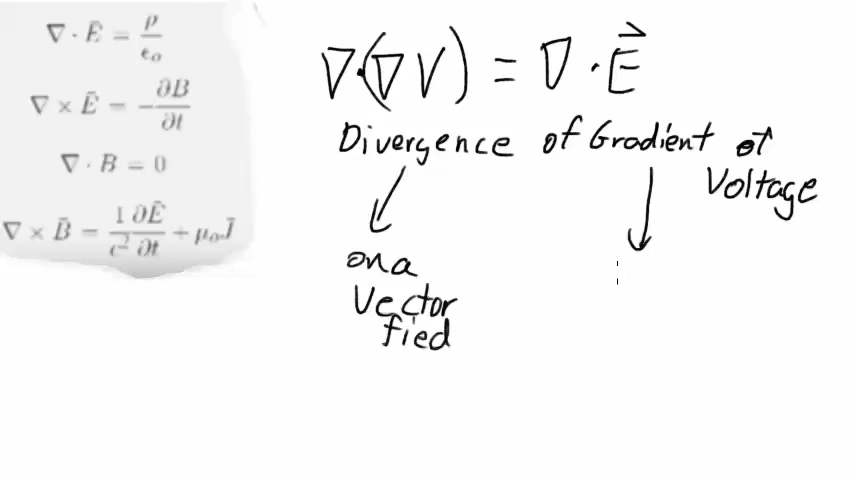 ∇ · Ē = ρ/ϵ₀
∇ × Ē = −∂B/∂t
∇ · B = 0
∇ × B̄ = 1/c² ∂Ē/∂t + μ₀J̄
∇·(∇V) = ∇·E⃗
Divergence of Gradient of
Voltage
on a
Vector
fied